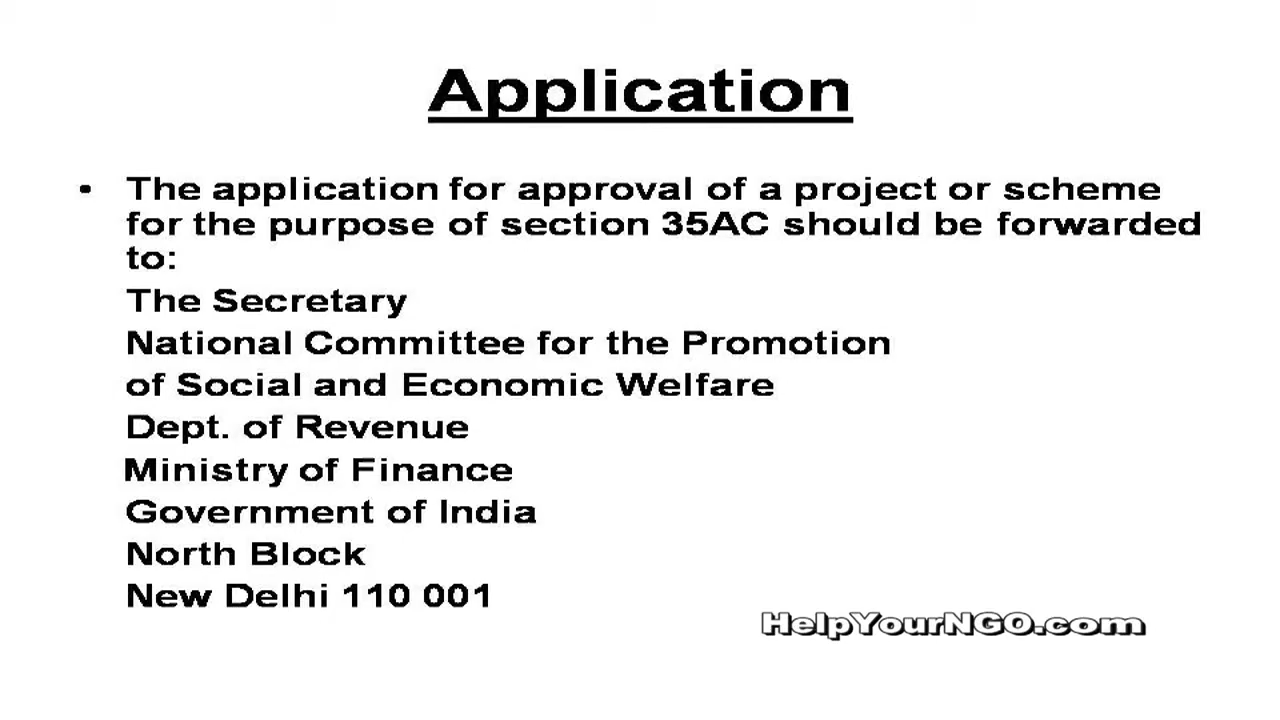 Application
• The application for approval of a project or scheme
for the purpose of section 35AC should be forwarded
to:
The Secretary
National Committee for the Promotion
of Social and Economic Welfare
Dept. of Revenue
Ministry of Finance
Government of India
North Block
New Delhi 110 001
HelpYourNGO.com